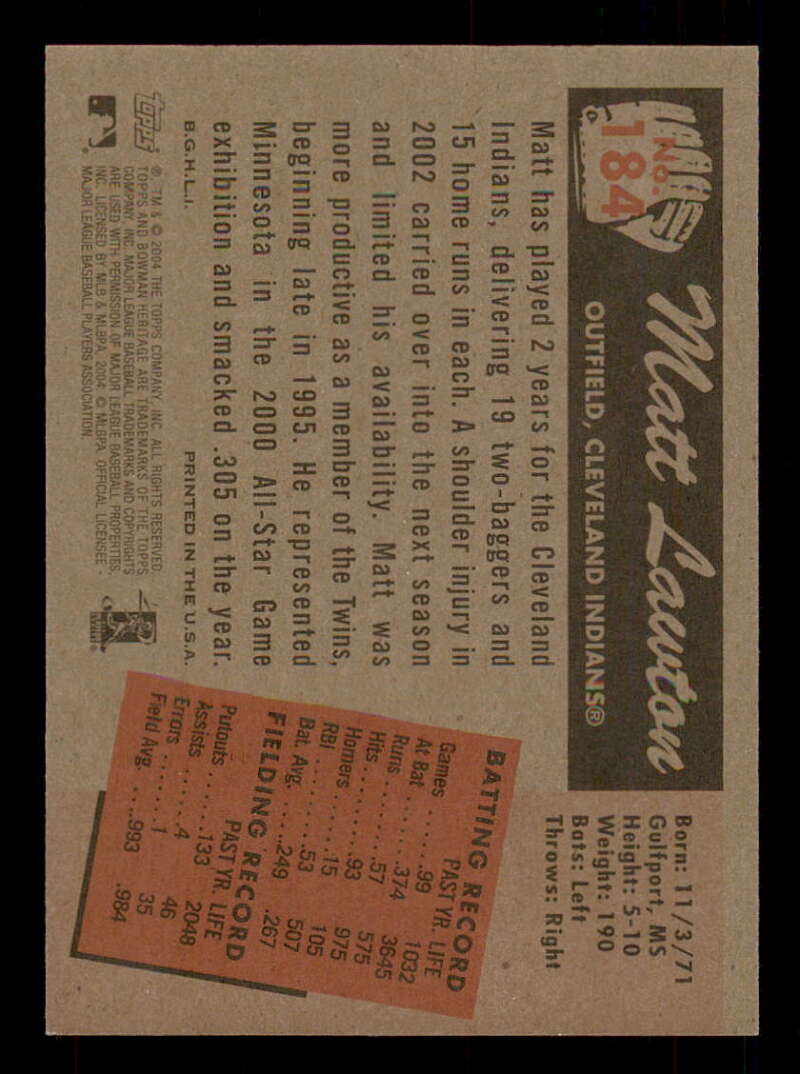 No.
184
Matt Lawton
OUTFIELD, CLEVELAND INDIANS®
Born: 11/3/71
Gulfport, MS
Height: 5-10
Weight: 190
Bats: Left
Throws: Right
Matt has played 2 years for the Cleveland
Indians, delivering 19 two-baggers and
15 home runs in each. A shoulder injury in
2002 carried over into the next season
and limited his availability. Matt was
more productive as a member of the Twins,
beginning late in 1995. He represented
Minnesota in the 2000 All-Star Game
exhibition and smacked .305 on the year.
B.G.H.L.I. PRINTED IN THE U.S.A.
BATTING RECORD
PAST YR. LIFE
Games ......99 1032
At Bat ......374 3645
Runs ......57 575
Hits ......93 975
Homers ......15 105
RBI ......53 507
Bat. Avg. .....249 .267
FIELDING RECORD
PAST YR. LIFE
Putouts ......133 2048
Assists ......4 46
Errors ......1 35
Field Avg. .....993 .984
Topps
® TM & © 2004 THE TOPPS COMPANY, INC. ALL RIGHTS RESERVED.
TOPPS AND BOWMAN HERITAGE ARE TRADEMARKS OF THE TOPPS
COMPANY, INC. MAJOR LEAGUE BASEBALL TRADEMARKS AND COPYRIGHTS
ARE USED WITH PERMISSION OF MAJOR LEAGUE BASEBALL PROPERTIES,
INC. LICENSED BY MLB & MLBPA, 2004 © MLBPA. OFFICIAL LICENSEE -
MAJOR LEAGUE BASEBALL PLAYERS ASSOCIATION.